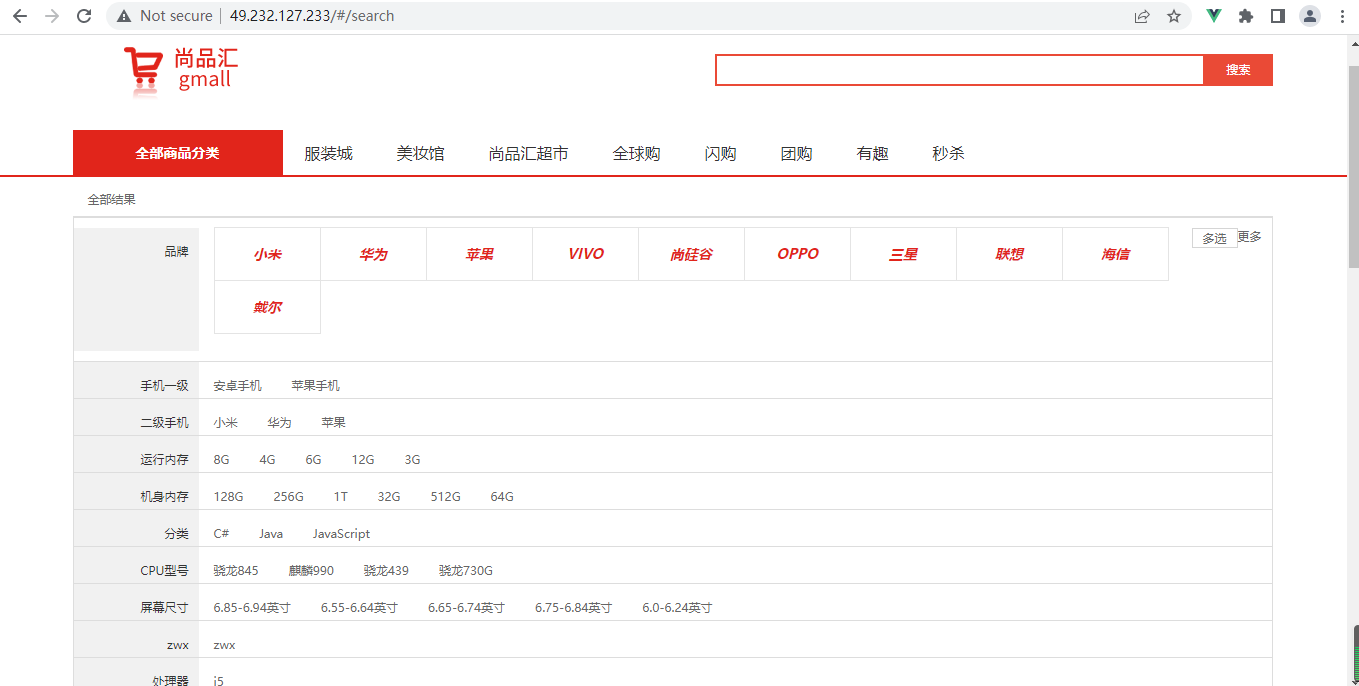 Not secure 49.232.127.233/#/search
尚品汇
gmall
搜索
全部商品分类 服装城 美妆馆 尚品汇超市 全球购 闪购 团购 有趣 秒杀
全部结果
品牌 小米 华为 苹果 VIVO 尚硅谷 OPPO 三星 联想 海信 多选 更多
戴尔
手机一级 安卓手机 苹果手机
二级手机 小米 华为 苹果
运行内存 8G 4G 6G 12G 3G
机身内存 128G 256G 1T 32G 512G 64G
分类 C# Java JavaScript
CPU型号 骁龙845 麒麟990 骁龙439 骁龙730G
屏幕尺寸 6.85-6.94英寸 6.55-6.64英寸 6.65-6.74英寸 6.75-6.84英寸 6.0-6.24英寸
zwx zwx
处理器 i5